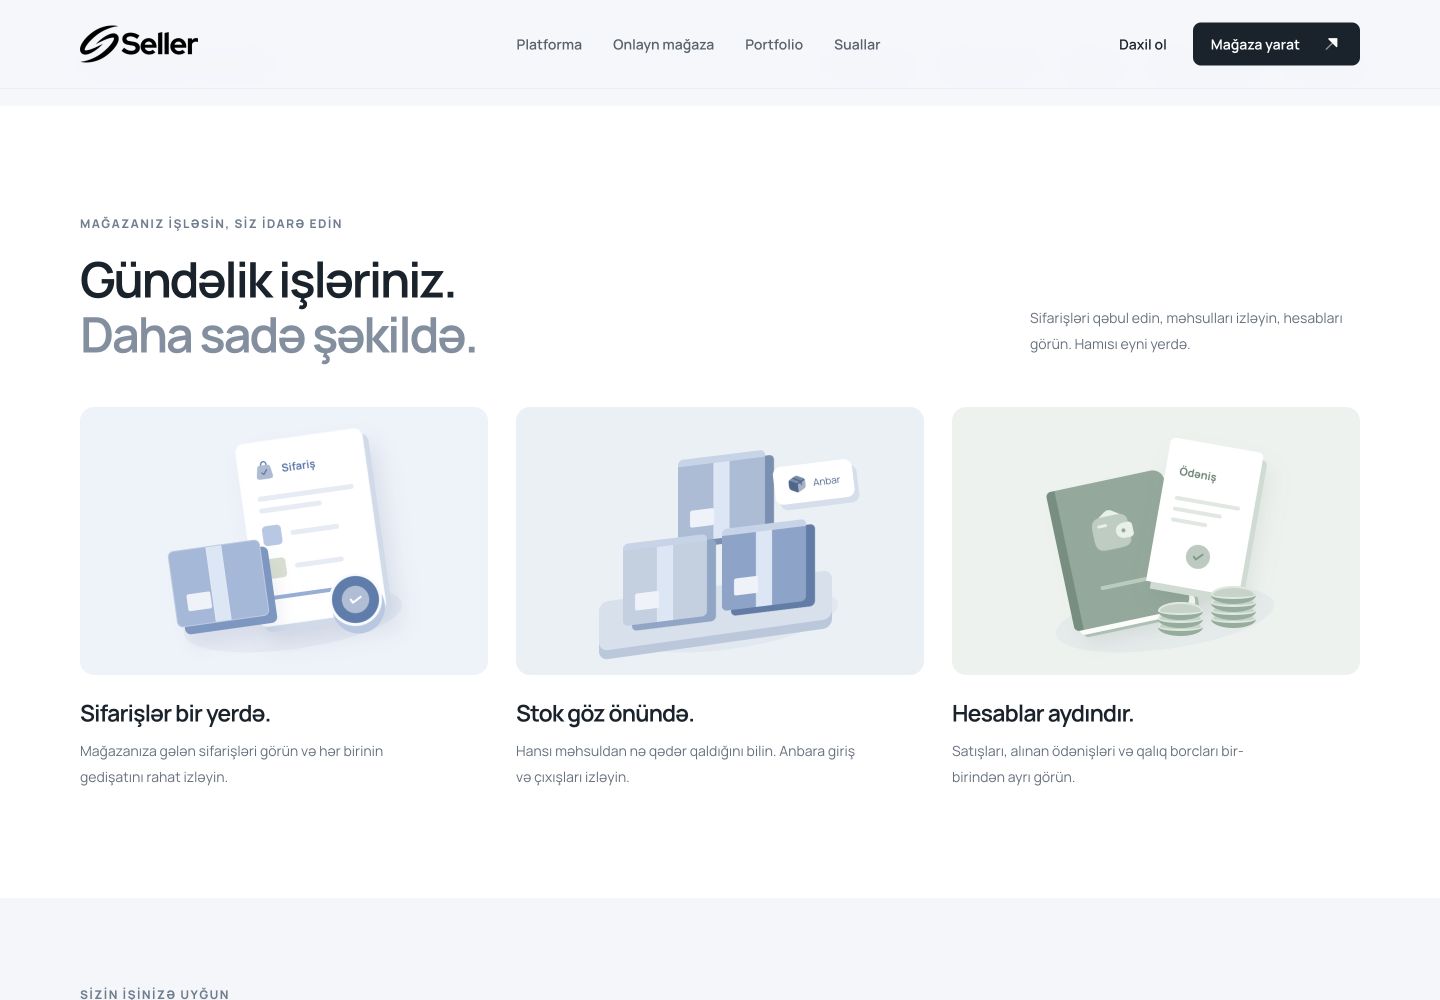 Seller
Platforma
Onlayn mağaza
Portfolio
Suallar
Daxil ol
Mağaza yarat
MAĞAZANIZ İŞLƏSİN, SİZ İDARƏ EDİN
Gündəlik işləriniz.
Daha sadə şəkildə.
Sifarişləri qəbul edin, məhsulları izləyin, hesabları
görün. Hamısı eyni yerdə.
Sifariş
Anbar
Ödəniş
Sifarişlər bir yerdə.
Mağazanıza gələn sifarişləri görün və hər birinin
gedişatını rahat izləyin.
Stok göz önündə.
Hansı məhsuldan nə qədər qaldığını bilin. Anbara giriş
və çıxışları izləyin.
Hesablar aydındır.
Satışları, alınan ödənişləri və qalıq borcları bir-
birindən ayrı görün.
SİZİN İŞİNİZƏ UYĞUN